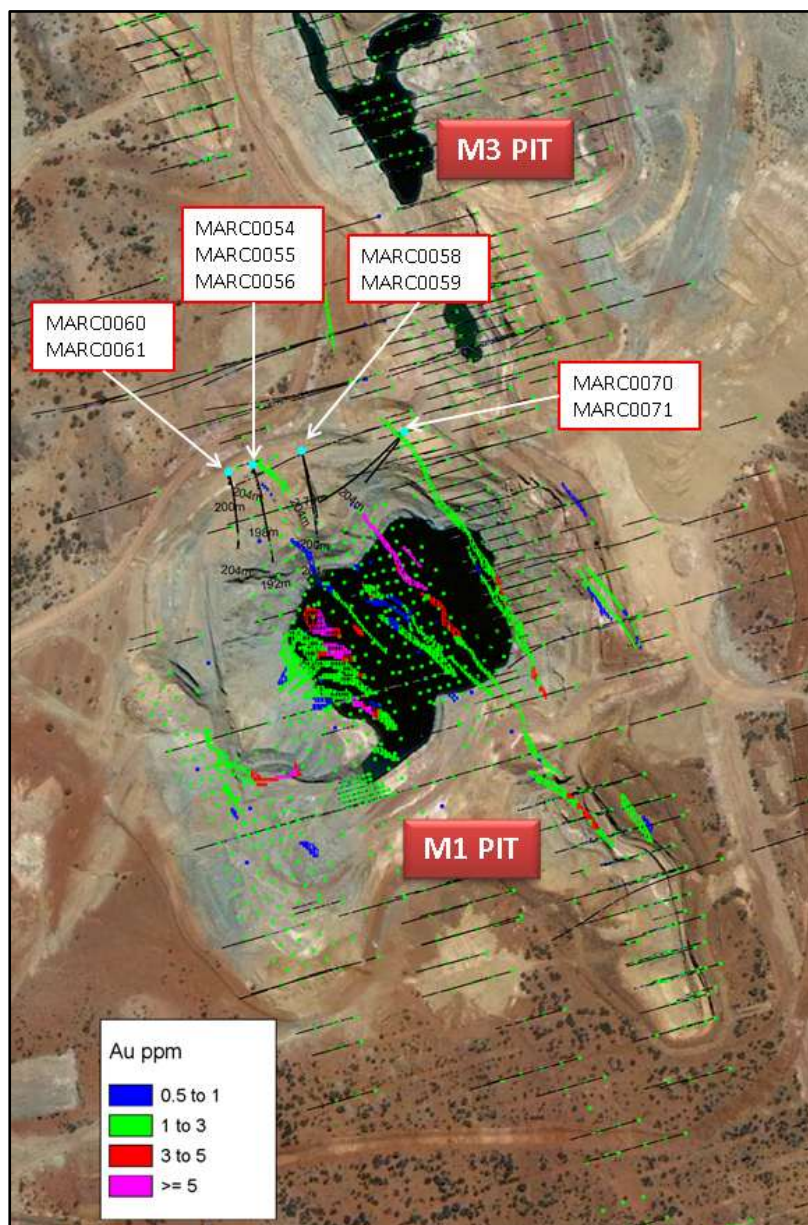 M3 PIT
MARC0054
MARC0055
MARC0056
MARC0058
MARC0059
MARC0060
MARC0061
MARC0070
MARC0071
204m
204m
200m
198m
204m
192m
M1 PIT
Au ppm
0.5 to 1
1 to 3
3 to 5
>= 5